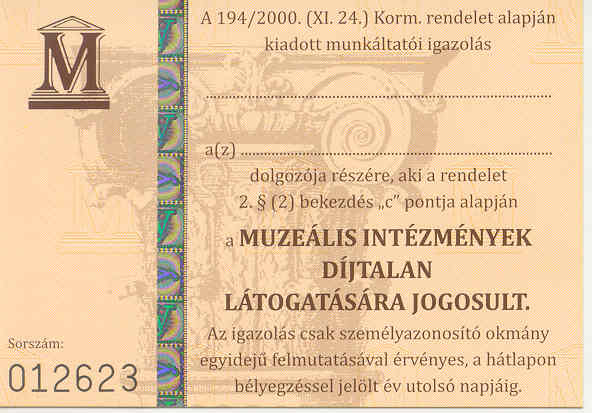 M
A 194/2000. (XI. 24.) Korm. rendelet alapján
kiadott munkáltatói igazolás
a(z)
dolgozója részére, aki a rendelet
2. § (2) bekezdés „c” pontja alapján
a MUZEÁLIS INTÉZMÉNYEK
DÍJTALAN
LÁTOGATÁSÁRA JOGOSULT.
Az igazolás csak személyazonosító okmány
egyidejű felmutatásával érvényes, a hátlapon
bélyegzéssel jelölt év utolsó napjáig.
Sorszám:
012623